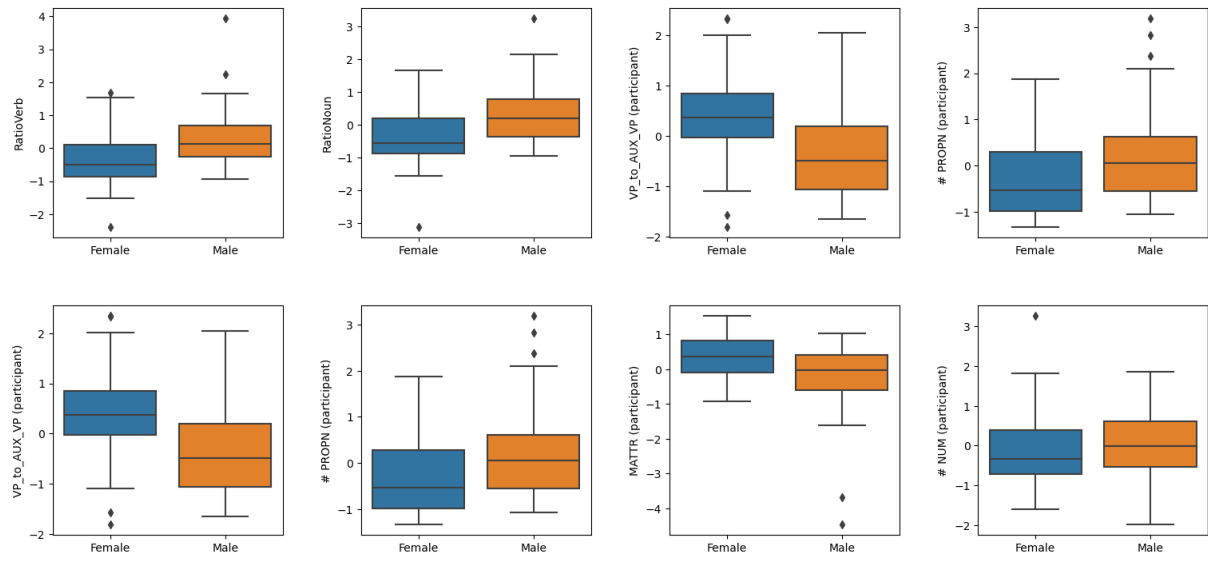 RatioVerb
4
3
2
1
0
−1
−2
Female
Male
RatioNoun
3
2
1
0
−1
−2
−3
Female
Male
VP_to_AUX_VP (participant)
2
1
0
−1
−2
Female
Male
# PROPN (participant)
3
2
1
0
−1
Female
Male
VP_to_AUX_VP (participant)
2
1
0
−1
−2
Female
Male
# PROPN (participant)
3
2
1
0
−1
Female
Male
MATTR (participant)
1
0
−1
−2
−3
−4
Female
Male
# NUM (participant)
3
2
1
0
−1
−2
Female
Male